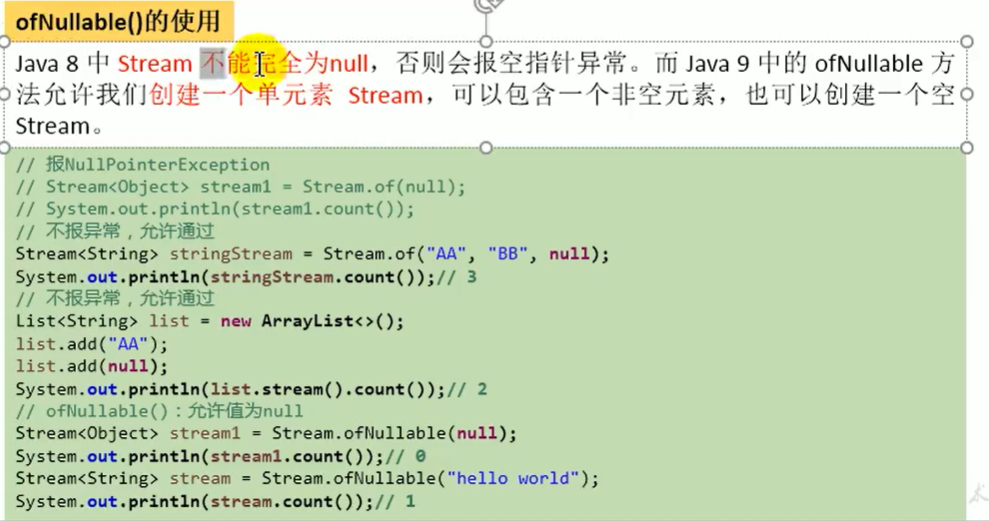 ofNullable()的使用
Java 8 中 Stream 不能完全为null，否则会报空指针异常。而 Java 9 中的 ofNullable 方
法允许我们创建一个单元素 Stream，可以包含一个非空元素，也可以创建一个空
Stream。
// 报NullPointerException
// Stream<Object> stream1 = Stream.of(null);
// System.out.println(stream1.count());
// 不报异常，允许通过
Stream<String> stringStream = Stream.of("AA", "BB", null);
System.out.println(stringStream.count());// 3
// 不报异常，允许通过
List<String> list = new ArrayList<>();
list.add("AA");
list.add(null);
System.out.println(list.stream().count());// 2
// ofNullable()：允许值为null
Stream<Object> stream1 = Stream.ofNullable(null);
System.out.println(stream1.count());// 0
Stream<String> stream = Stream.ofNullable("hello world");
System.out.println(stream.count());// 1